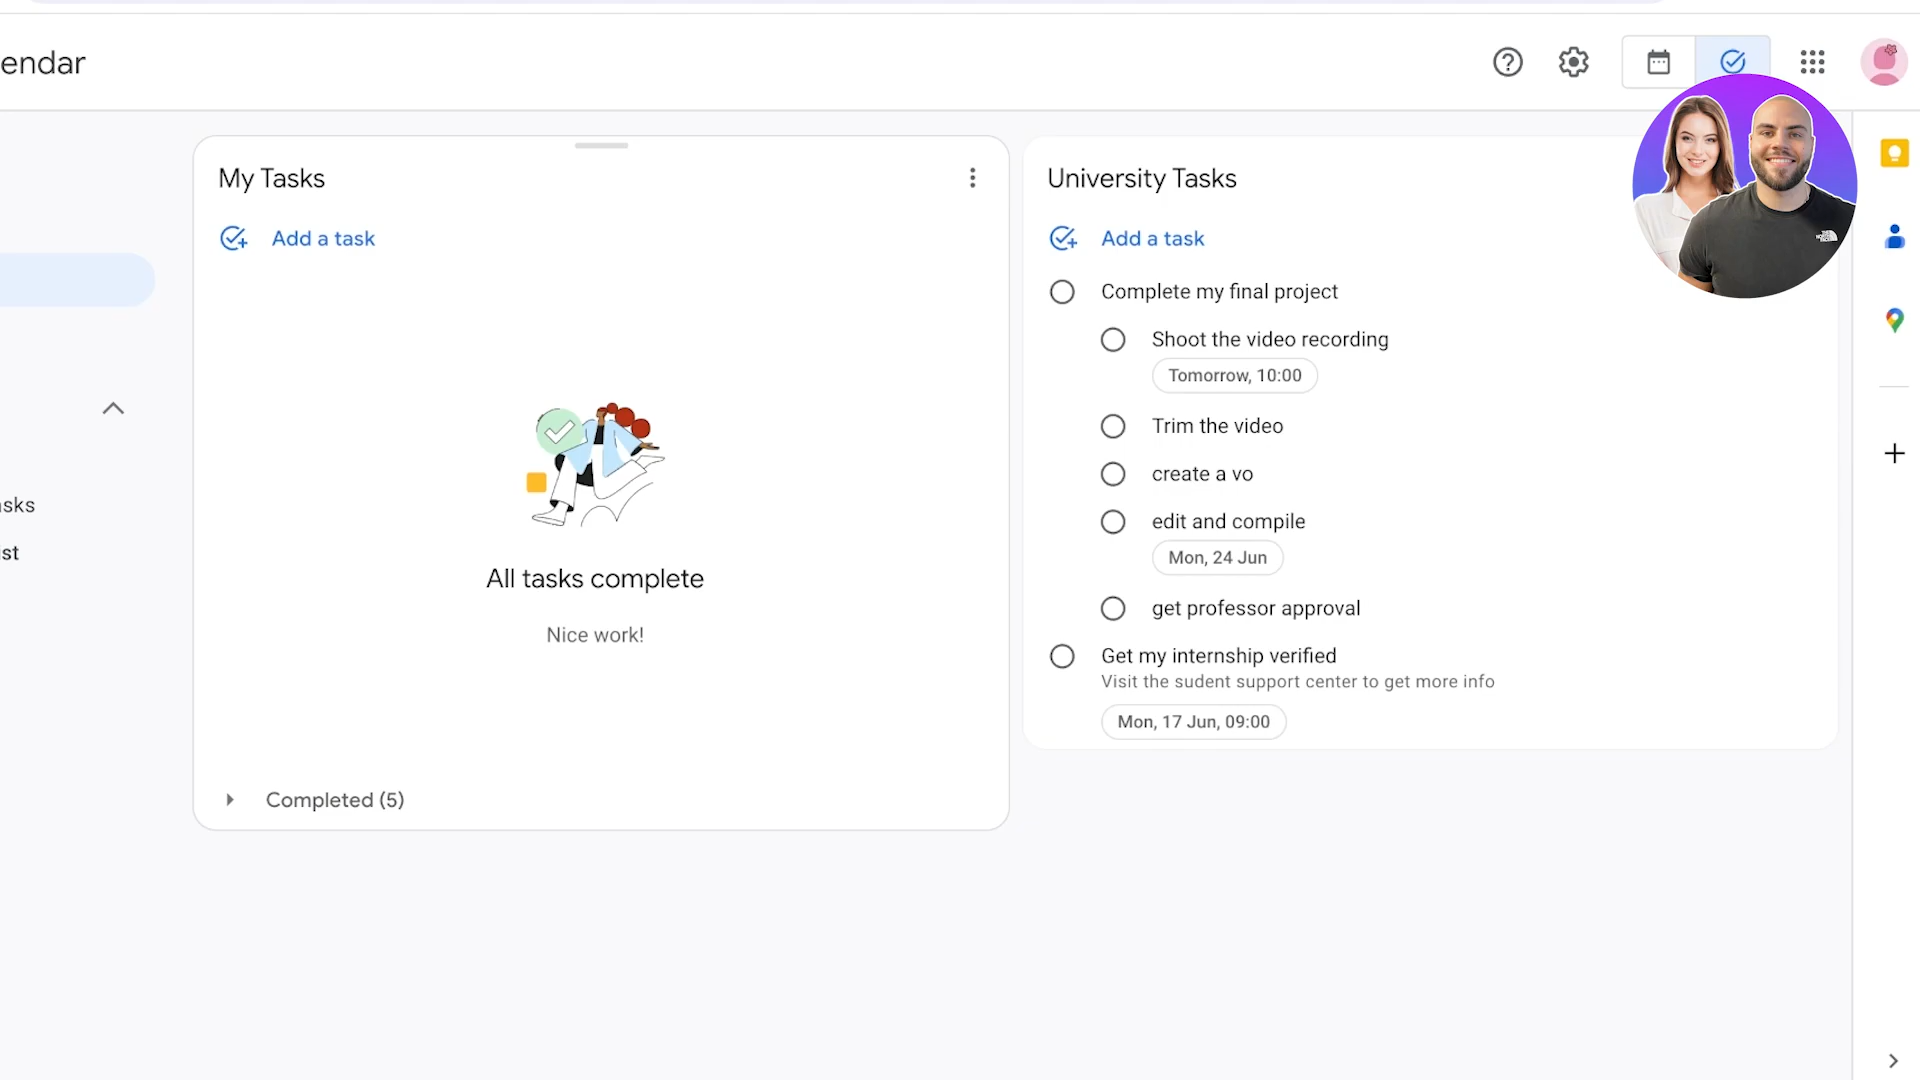 endar
My Tasks
Add a task
All tasks complete
Nice work!
Completed (5)
University Tasks
Add a task
Complete my final project
Shoot the video recording
Tomorrow, 10:00
Trim the video
create a vo
edit and compile
Mon, 24 Jun
get professor approval
Get my internship verified
Visit the sudent support center to get more info
Mon, 17 Jun, 09:00
asks
ist